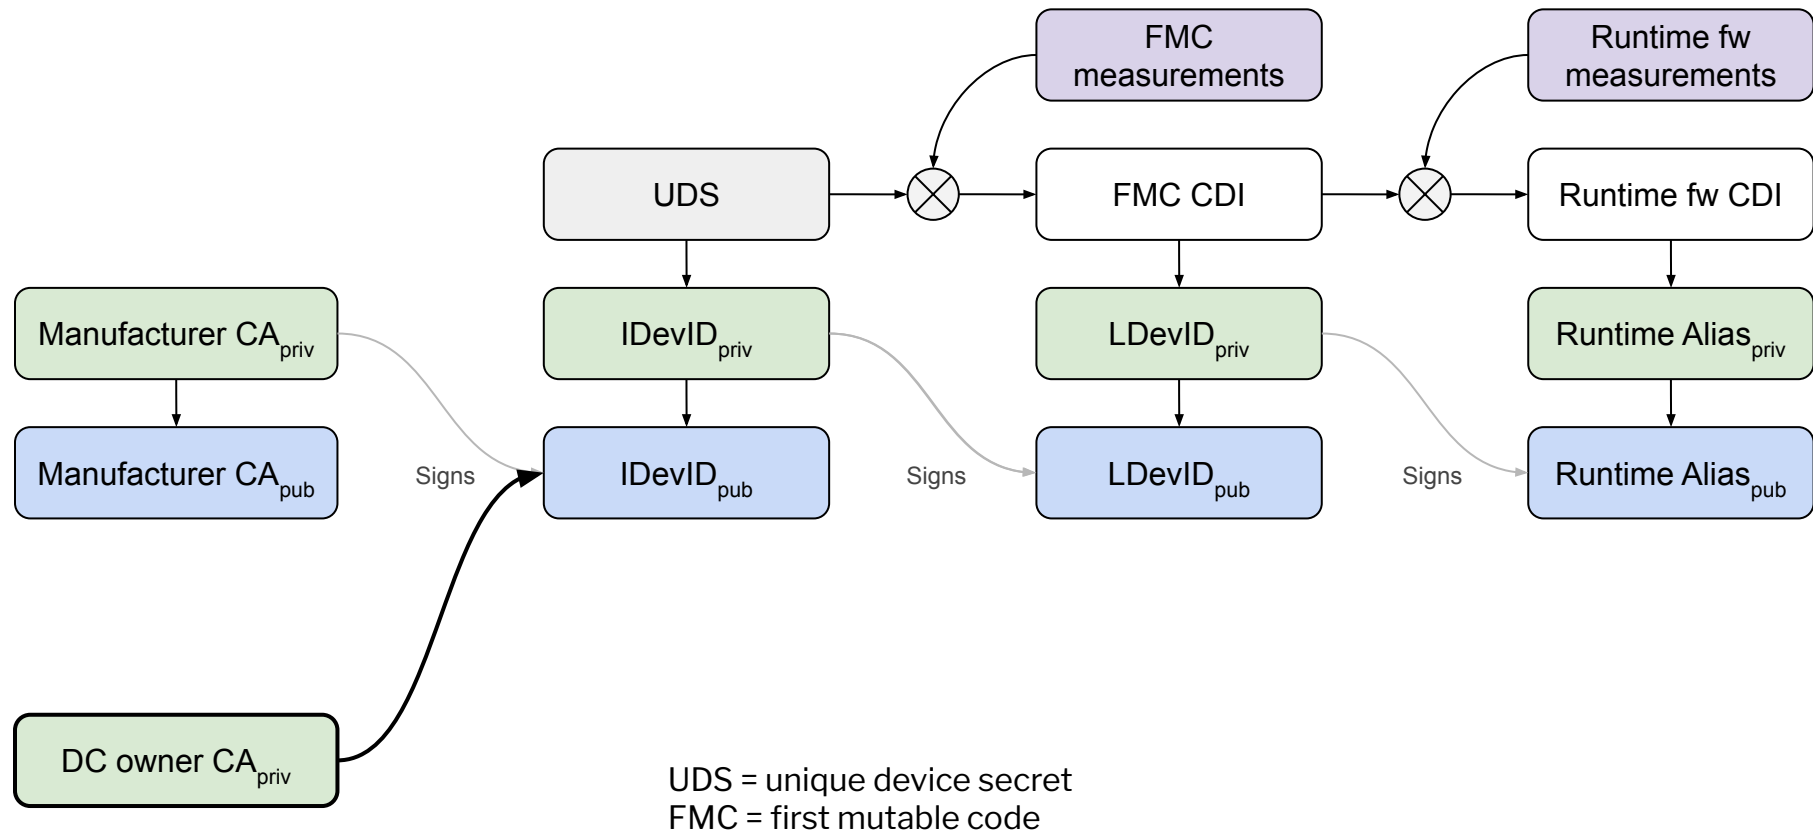 FMC
measurements
Runtime fw
measurements
UDS
FMC CDI
Runtime fw CDI
Manufacturer CApriv
IDevIDpriv
LDevIDpriv
Runtime Aliaspriv
Manufacturer CApub
Signs
IDevIDpub
Signs
LDevIDpub
Signs
Runtime Aliaspub
DC owner CApriv
UDS = unique device secret
FMC = first mutable code